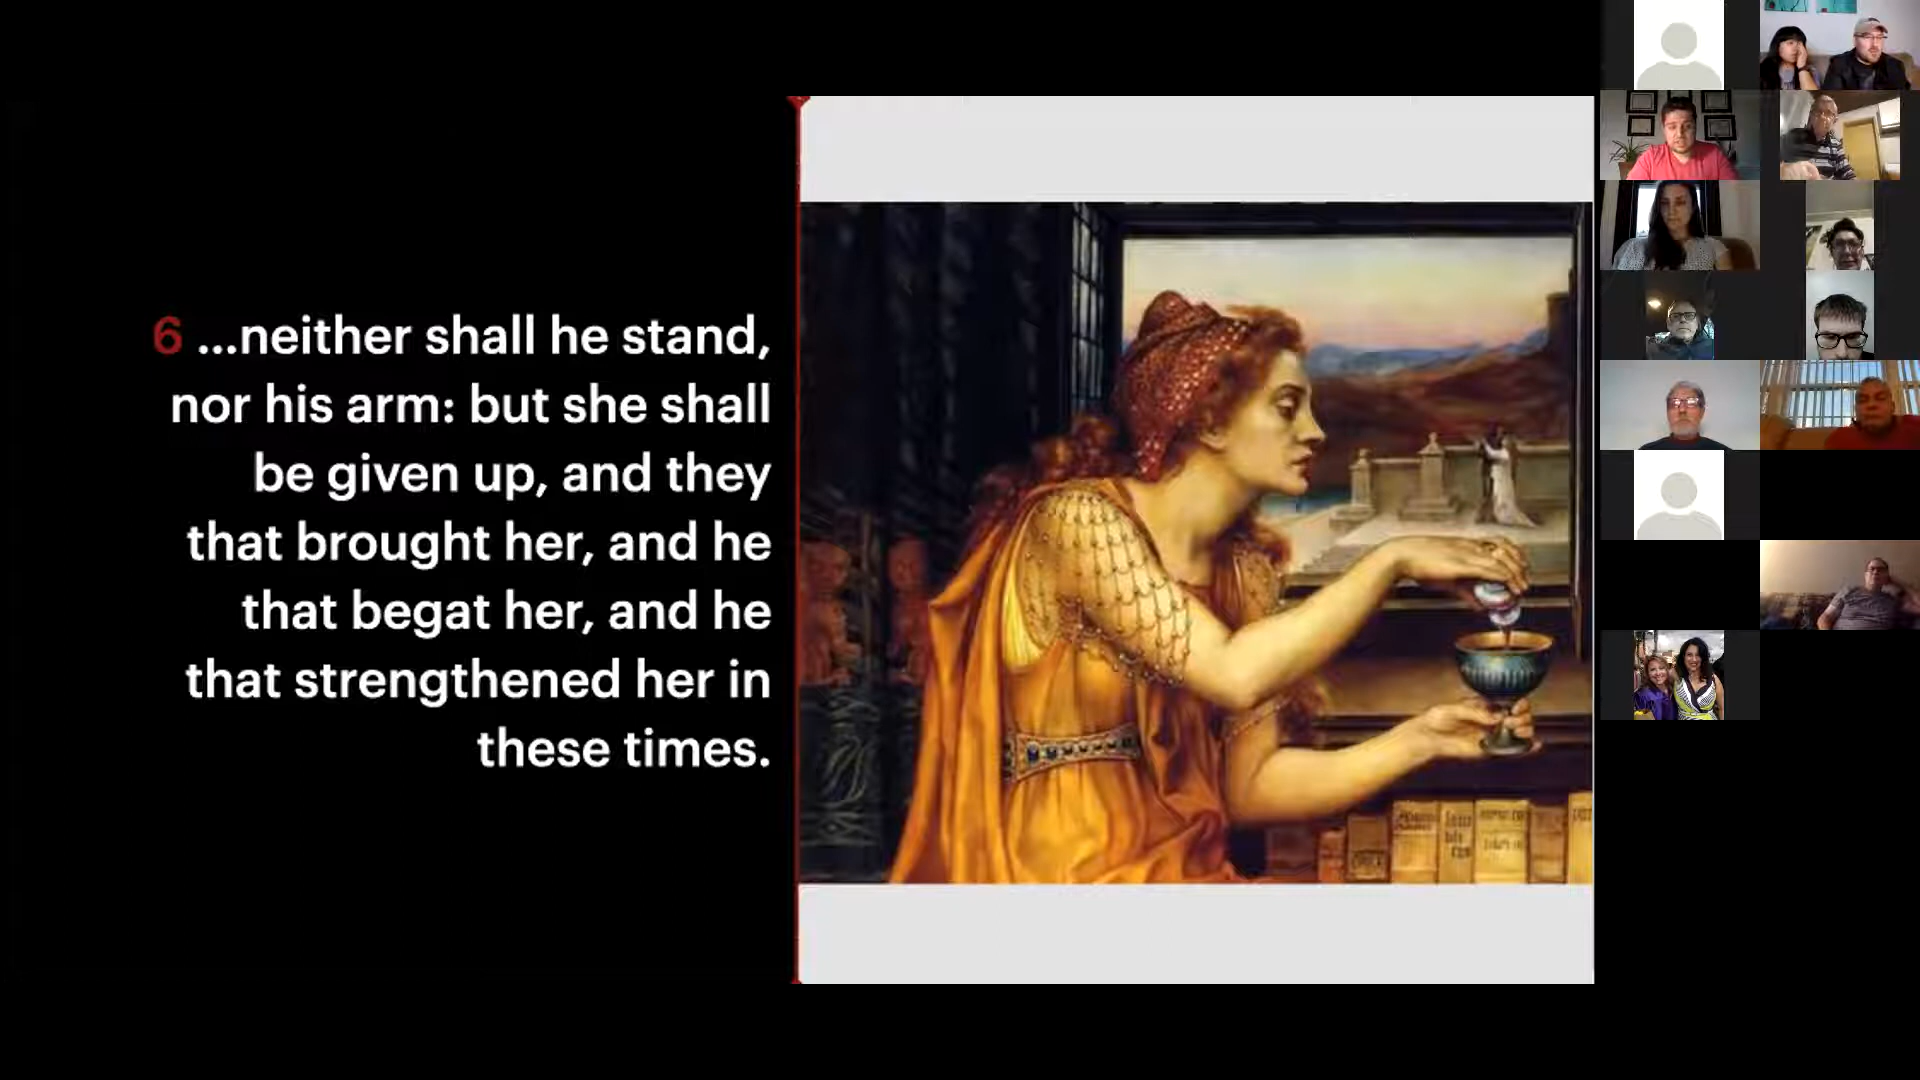 6 ...neither shall he stand,
nor his arm: but she shall
be given up, and they
that brought her, and he
that begat her, and he
that strengthened her in
these times.